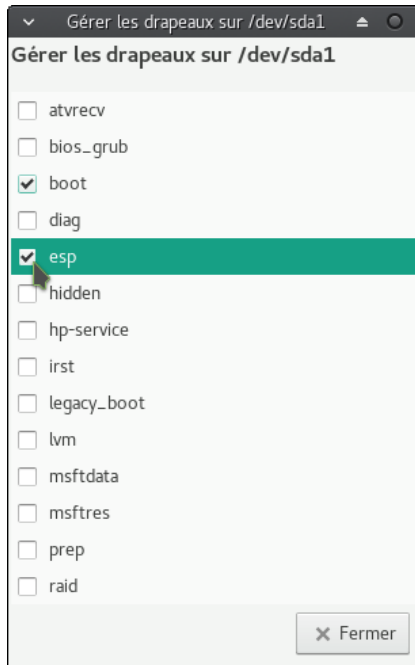 Gérer les drapeaux sur /dev/sda1
Gérer les drapeaux sur /dev/sda1
atvrecv
bios_grub
boot
diag
esp
hidden
hp-service
irst
legacy_boot
lvm
msftdata
msftres
prep
raid
Fermer